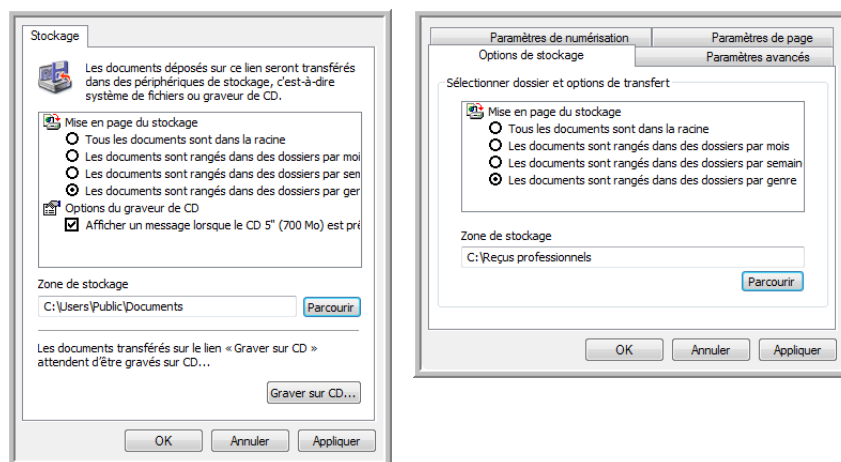 Stockage
Les documents déposés sur ce lien seront transférés
dans des périphériques de stockage, c'est-à-dire
système de fichiers ou graveur de CD.
Mise en page du stockage
Tous les documents sont dans la racine
Les documents sont rangés dans des dossiers par moi
Les documents sont rangés dans des dossiers par sem
Les documents sont rangés dans des dossiers par ger
Options du graveur de CD
Afficher un message lorsque le CD 5" (700 Mo) est pré
Zone de stockage
C:\Users\Public\Documents
Parcourir
Les documents transférés sur le lien « Graver sur CD »
attendent d'être gravés sur CD...
Graver sur CD...
OK Annuler Appliquer
Paramètres de numérisation Paramètres de page
Options de stockage Paramètres avancés
Sélectionner dossier et options de transfert
Mise en page du stockage
Tous les documents sont dans la racine
Les documents sont rangés dans des dossiers par mois
Les documents sont rangés dans des dossiers par semain
Les documents sont rangés dans des dossiers par genre
Zone de stockage
C:\Reçus professionnels
Parcourir
OK Annuler Appliquer